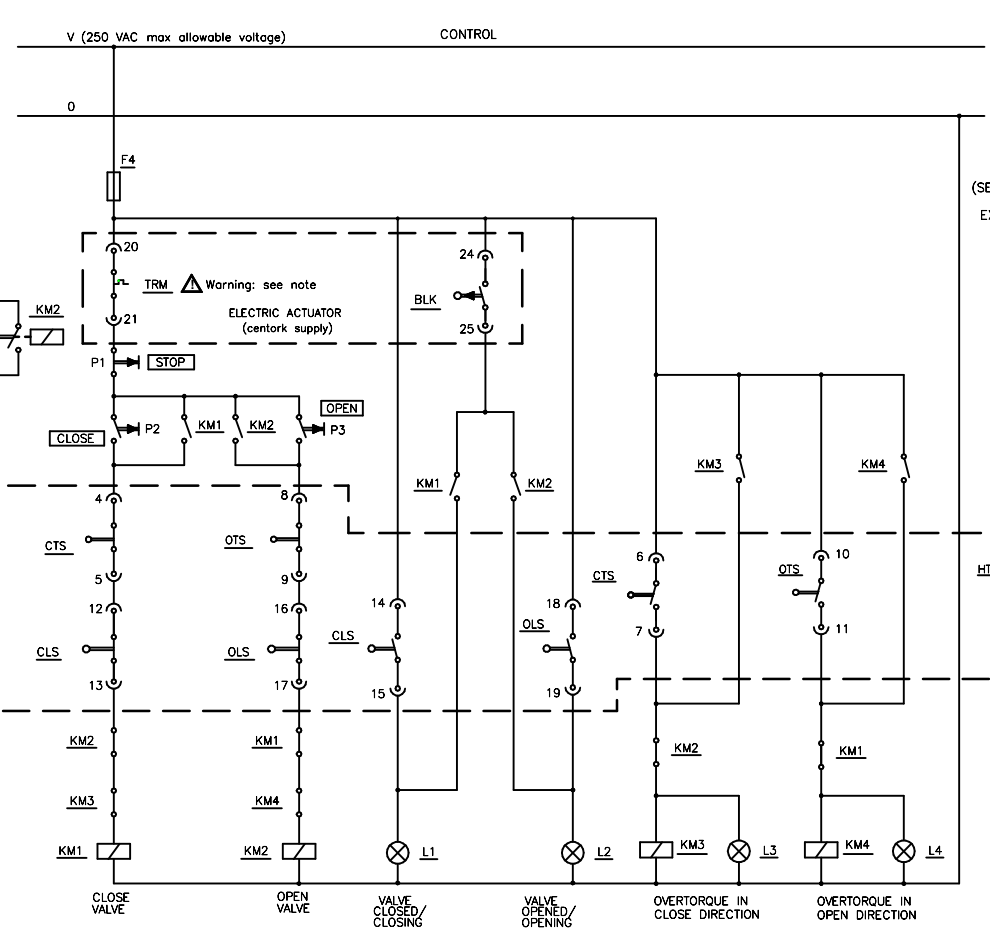 V (250 VAC max allowable voltage)
CONTROL
0
F4
(SE
EX
20
TRM
Warning: see note
ELECTRIC ACTUATOR
(centork supply)
21
24
BLK
25
KM2
P1
STOP
OPEN
P2
KM1
KM2
P3
CLOSE
KM1
KM2
KM3
KM4
4
8
CTS
OTS
5
9
12
16
CLS
OLS
13
17
14
CLS
15
18
OLS
19
6
CTS
7
10
OTS
11
HT
KM2
KM1
KM2
KM1
KM3
KM4
KM1
KM2
L1
L2
KM3
L3
KM4
L4
CLOSE
VALVE
OPEN
VALVE
VALVE
CLOSED/
CLOSING
VALVE
OPENED/
OPENING
OVERTORQUE IN
CLOSE DIRECTION
OVERTORQUE IN
OPEN DIRECTION